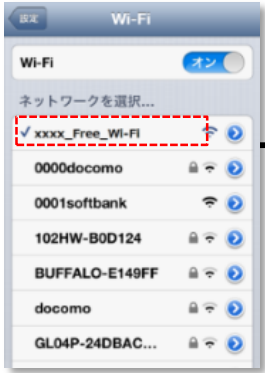 設定
Wi-Fi
Wi-Fi
オン
ネットワークを選択...
✓ xxxx_Free_Wi-Fi
0000docomo
0001softbank
102HW-B0D124
BUFFALO-E149FF
docomo
GL04P-24DBAC...